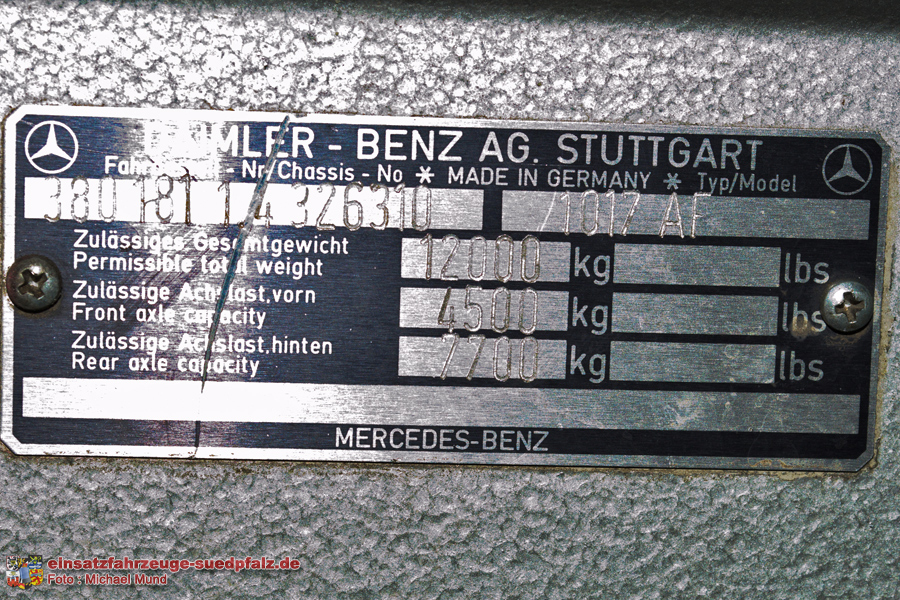 DAIMLER - BENZ AG. STUTTGART
Fahrgestell - Nr/Chassis - No * MADE IN GERMANY * Typ/Model
380 181 1 4 326310 /1017 AF
Zulässiges Gesamtgewicht
Permissible total weight 12000 kg lbs
Zulässige Achslast,vorn
Front axle capacity 4500 kg lbs
Zulässige Achslast,hinten
Rear axle capacity 7700 kg lbs
MERCEDES-BENZ
einsatzfahrzeuge-suedpfalz.de
Foto : Michael Mund